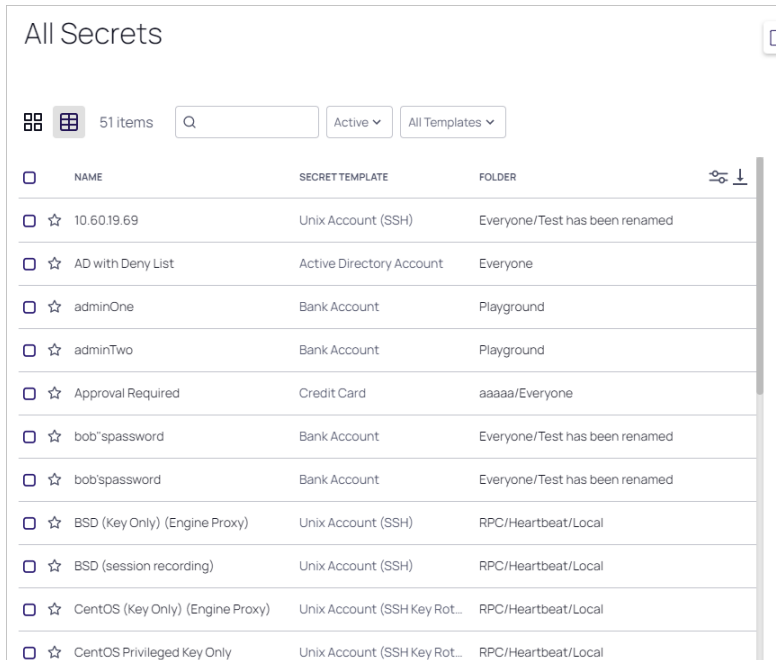 All Secrets
51 items Active All Templates
NAME SECRET TEMPLATE FOLDER
10.60.19.69 Unix Account (SSH) Everyone/Test has been renamed
AD with Deny List Active Directory Account Everyone
adminOne Bank Account Playground
adminTwo Bank Account Playground
Approval Required Credit Card aaaaa/Everyone
bob"spassword Bank Account Everyone/Test has been renamed
bob'spassword Bank Account Everyone/Test has been renamed
BSD (Key Only) (Engine Proxy) Unix Account (SSH) RPC/Heartbeat/Local
BSD (session recording) Unix Account (SSH) RPC/Heartbeat/Local
CentOS (Key Only) (Engine Proxy) Unix Account (SSH Key Rot... RPC/Heartbeat/Local
CentOS Privileged Key Only Unix Account (SSH Key Rot... RPC/Heartbeat/Local